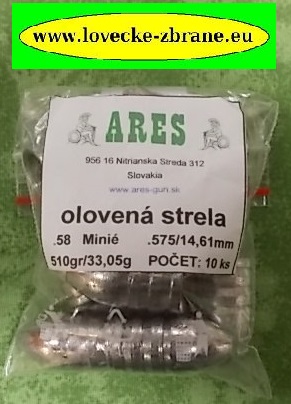 www.lovecke-zbrane.eu
ARES
956 16 Nitrianska Streda 312
Slovakia
www.ares-gun.sk
olovená strela
.58 Minié .575/14,61mm
510gr/33,05g POČET: 10 ks